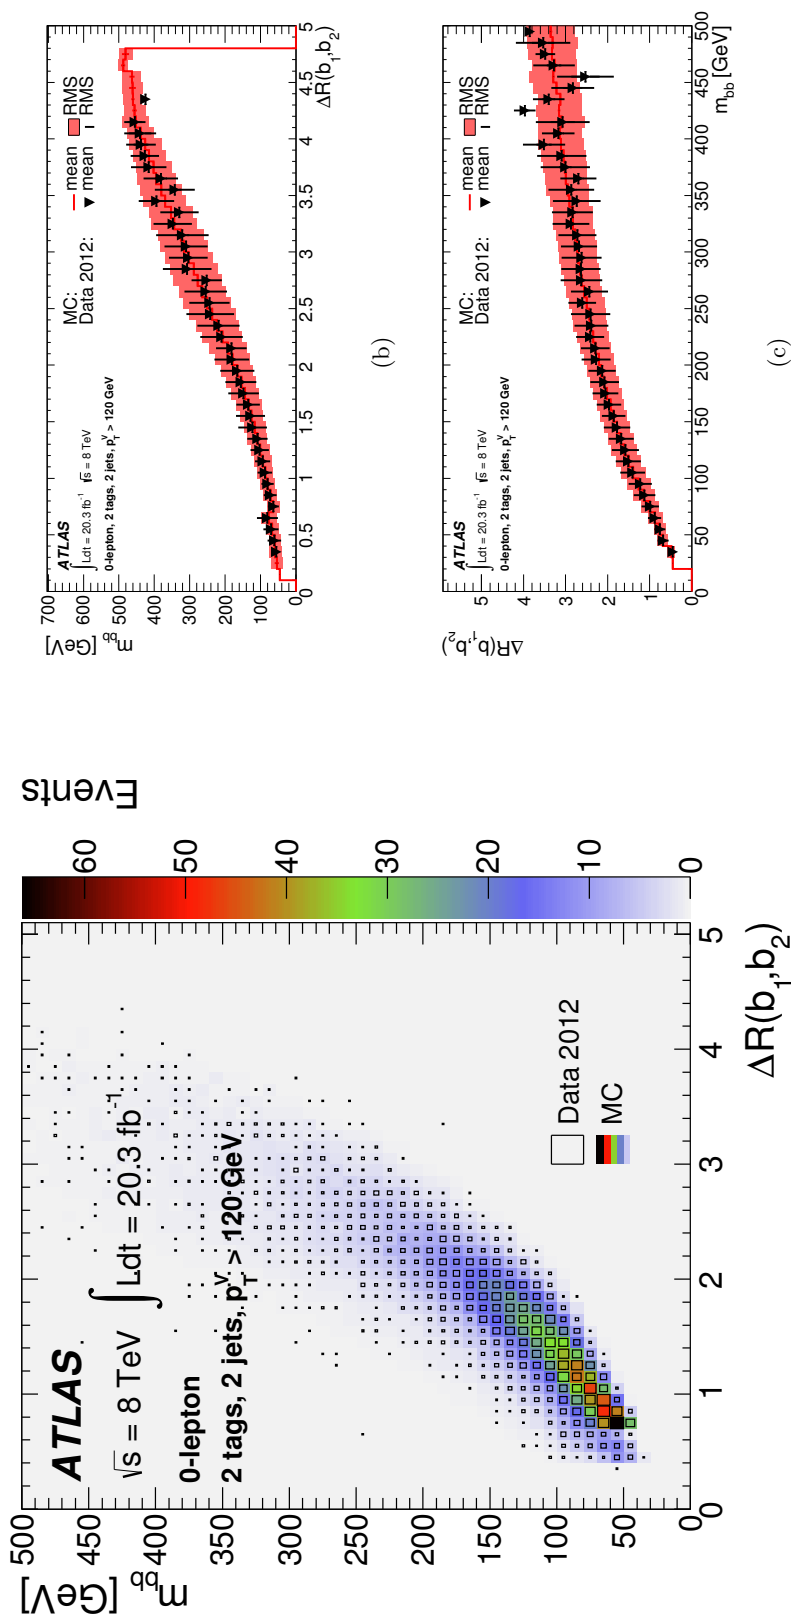 m_bb [GeV]
500
450
400
350
300
250
200
150
100
50
0
ATLAS
√s = 8 TeV ∫ Ldt = 20.3 fb⁻¹
0-lepton
2 tags, 2 jets, p_T^V > 120 GeV
Data 2012
MC
0 1 2 3 4 5
ΔR(b₁,b₂)
Events
60
50
40
30
20
10
0
m_bb [GeV]
700
600
500
400
300
200
100
0
ATLAS
∫ Ldt = 20.3 fb⁻¹ √s = 8 TeV
0-lepton, 2 tags, 2 jets, p_T^V > 120 GeV
MC: mean RMS
Data 2012: mean RMS
0 0.5 1 1.5 2 2.5 3 3.5 4 4.5 5
ΔR(b₁,b₂)
(b)
ΔR(b₁,b₂)
5
4
3
2
1
0
ATLAS
∫ Ldt = 20.3 fb⁻¹ √s = 8 TeV
0-lepton, 2 tags, 2 jets, p_T^V > 120 GeV
MC: mean RMS
Data 2012: mean RMS
0 50 100 150 200 250 300 350 400 450 500
m_bb [GeV]
(c)